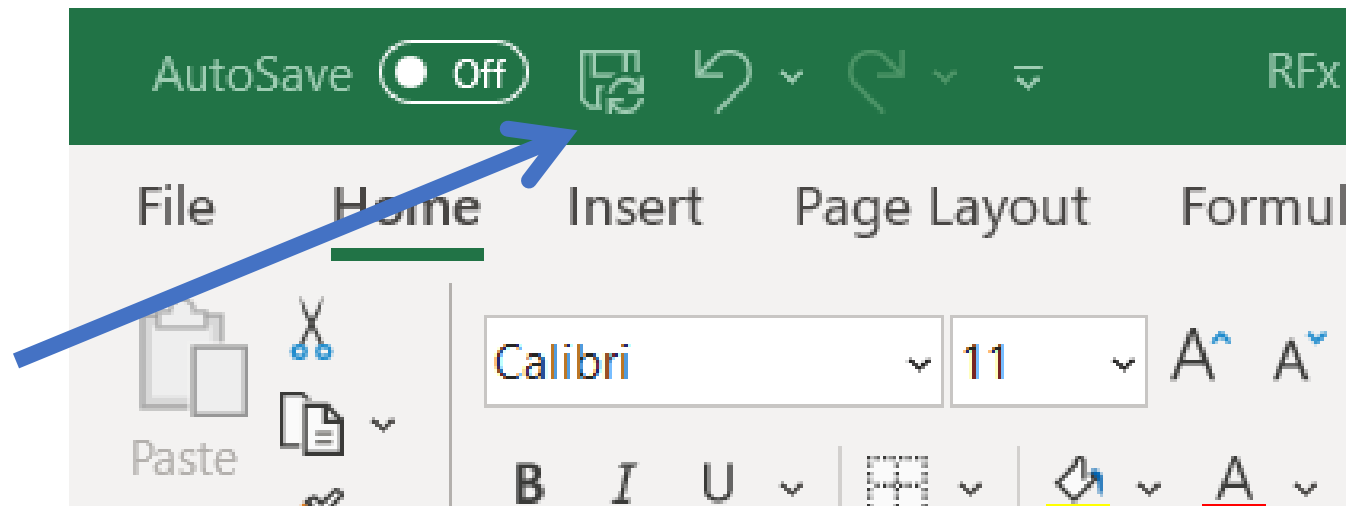 AutoSave Off RFx
File Home Insert Page Layout Formul
Calibri 11 A A
Paste
B I U A